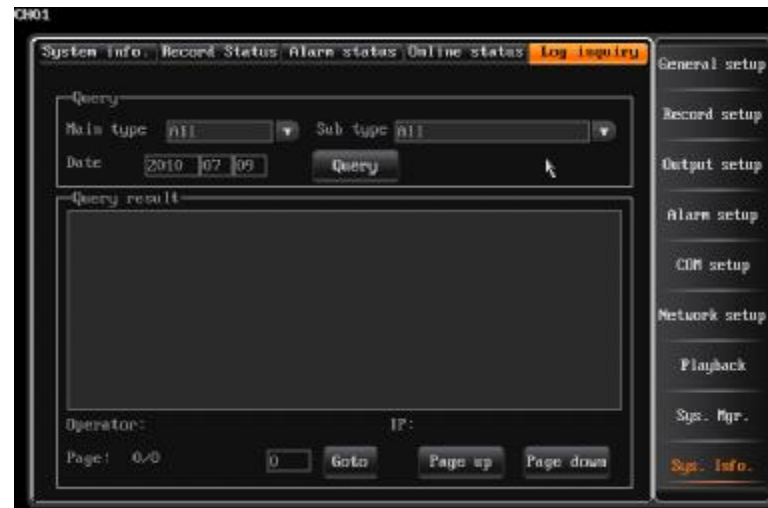 CH01
System info. Record Status Alarm status Online status Log inquiry
Query
Main type All Sub type All
Date 2010 07 09 Query
Query result
Operator: IP:
Page: 0/0 0 Goto Page up Page down
General setup
Record setup
Output setup
Alarm setup
COM setup
Network setup
Playback
Sys. Mgr.
Sys. Info.